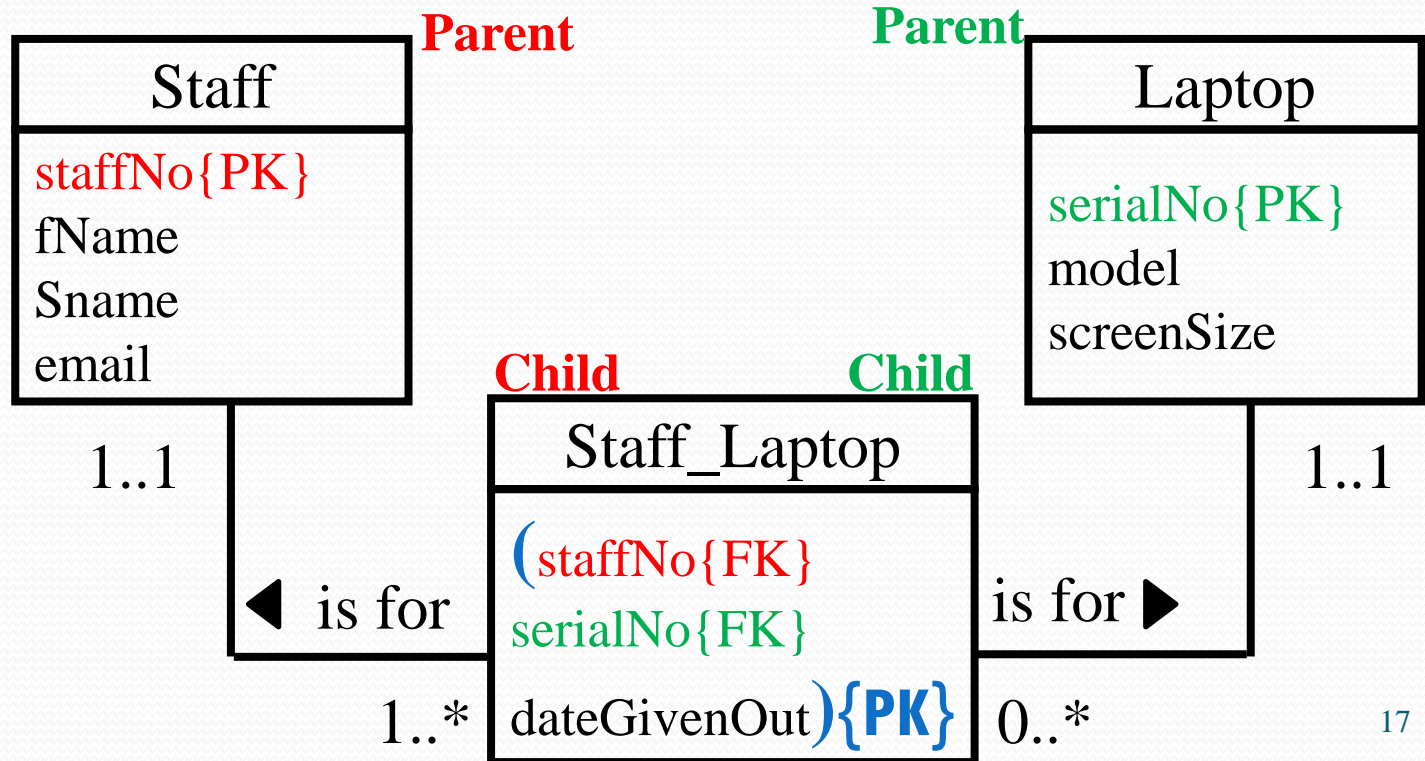 Parent
Staff
staffNo{PK}
fName
Sname
email
1..1
Parent
Laptop
serialNo{PK}
model
screenSize
1..1
Child
Child
Staff_Laptop
(staffNo{FK}
serialNo{FK}
dateGivenOut){PK}
is for
is for
1..*
0..*
17